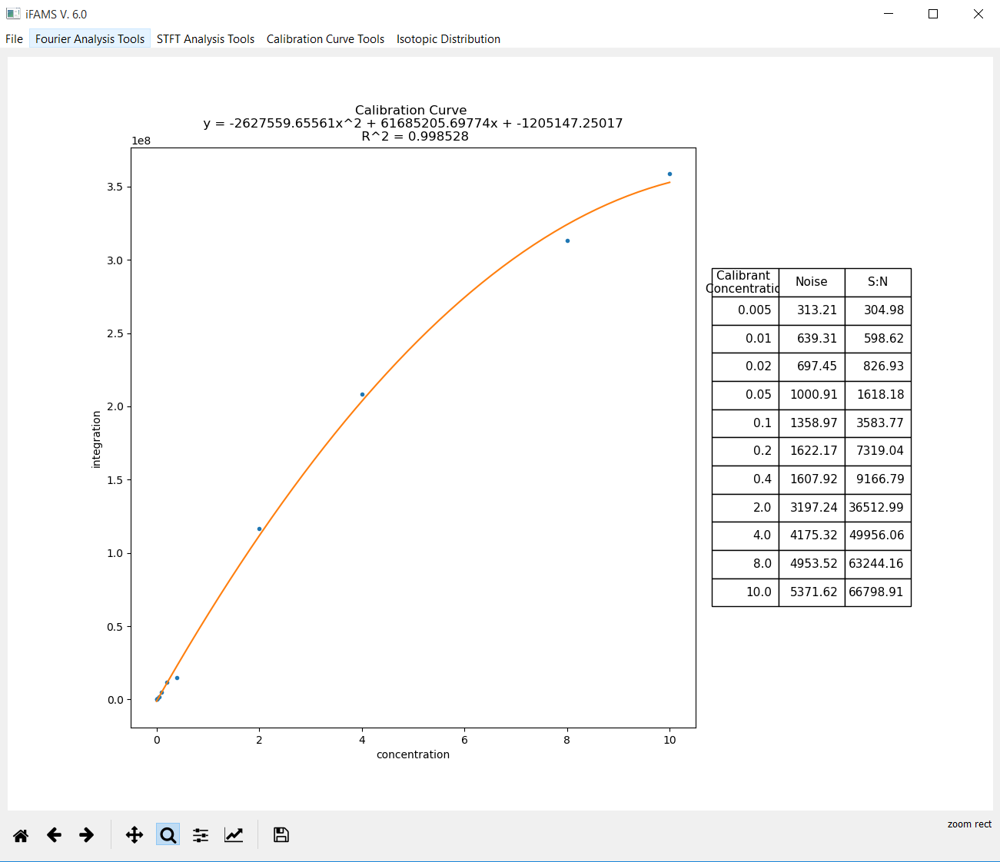 iFAMS V. 6.0
File Fourier Analysis Tools STFT Analysis Tools Calibration Curve Tools Isotopic Distribution
Calibration Curve
y = -2627559.65561x^2 + 61685205.69774x + -1205147.25017
R^2 = 0.998528
1e8
3.5
3.0
2.5
2.0
1.5
1.0
0.5
0.0
integration
0 2 4 6 8 10
concentration
Calibrant
Concentratio
Noise S:N
0.005 313.21 304.98
0.01 639.31 598.62
0.02 697.45 826.93
0.05 1000.91 1618.18
0.1 1358.97 3583.77
0.2 1622.17 7319.04
0.4 1607.92 9166.79
2.0 3197.24 36512.99
4.0 4175.32 49956.06
8.0 4953.52 63244.16
10.0 5371.62 66798.91
zoom rect